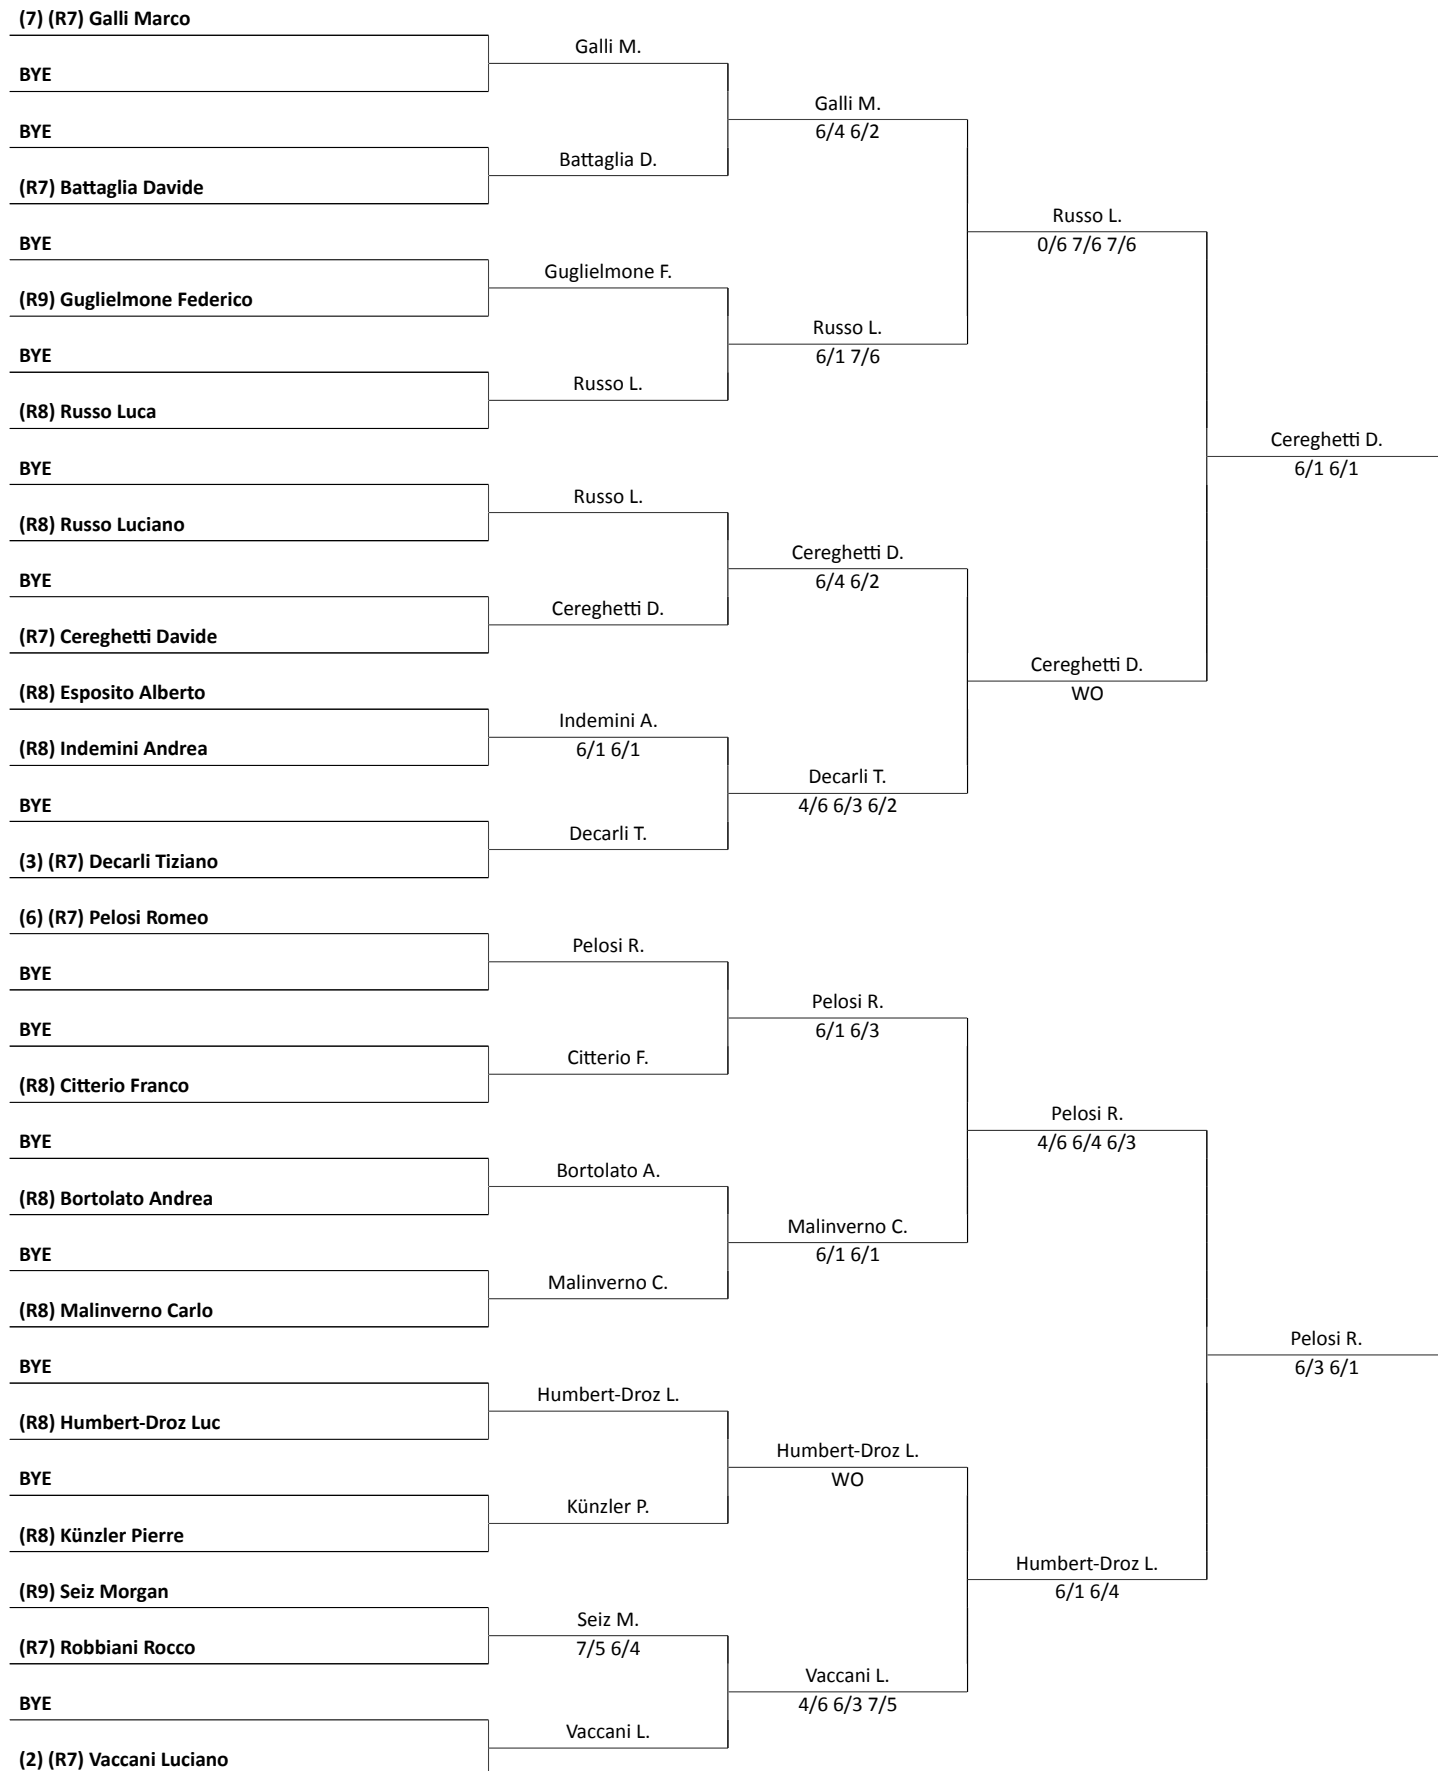 (7) (R7) Galli Marco
Galli M.
BYE
Galli M.
6/4 6/2
BYE
Battaglia D.
(R7) Battaglia Davide
Russo L.
0/6 7/6 7/6
BYE
Guglielmone F.
(R9) Guglielmone Federico
Russo L.
6/1 7/6
BYE
Russo L.
(R8) Russo Luca
Cereghetti D.
6/1 6/1
BYE
Russo L.
(R8) Russo Luciano
Cereghetti D.
6/4 6/2
BYE
Cereghetti D.
(R7) Cereghetti Davide
Cereghetti D.
WO
(R8) Esposito Alberto
Indemini A.
6/1 6/1
(R8) Indemini Andrea
Decarli T.
4/6 6/3 6/2
BYE
Decarli T.
(3) (R7) Decarli Tiziano
(6) (R7) Pelosi Romeo
Pelosi R.
BYE
Pelosi R.
6/1 6/3
BYE
Citterio F.
(R8) Citterio Franco
Pelosi R.
4/6 6/4 6/3
BYE
Bortolato A.
(R8) Bortolato Andrea
Malinverno C.
6/1 6/1
BYE
Malinverno C.
(R8) Malinverno Carlo
Pelosi R.
6/3 6/1
BYE
Humbert-Droz L.
(R8) Humbert-Droz Luc
Humbert-Droz L.
WO
BYE
Künzler P.
(R8) Künzler Pierre
Humbert-Droz L.
6/1 6/4
(R9) Seiz Morgan
Seiz M.
7/5 6/4
(R7) Robbiani Rocco
Vaccani L.
4/6 6/3 7/5
BYE
Vaccani L.
(2) (R7) Vaccani Luciano